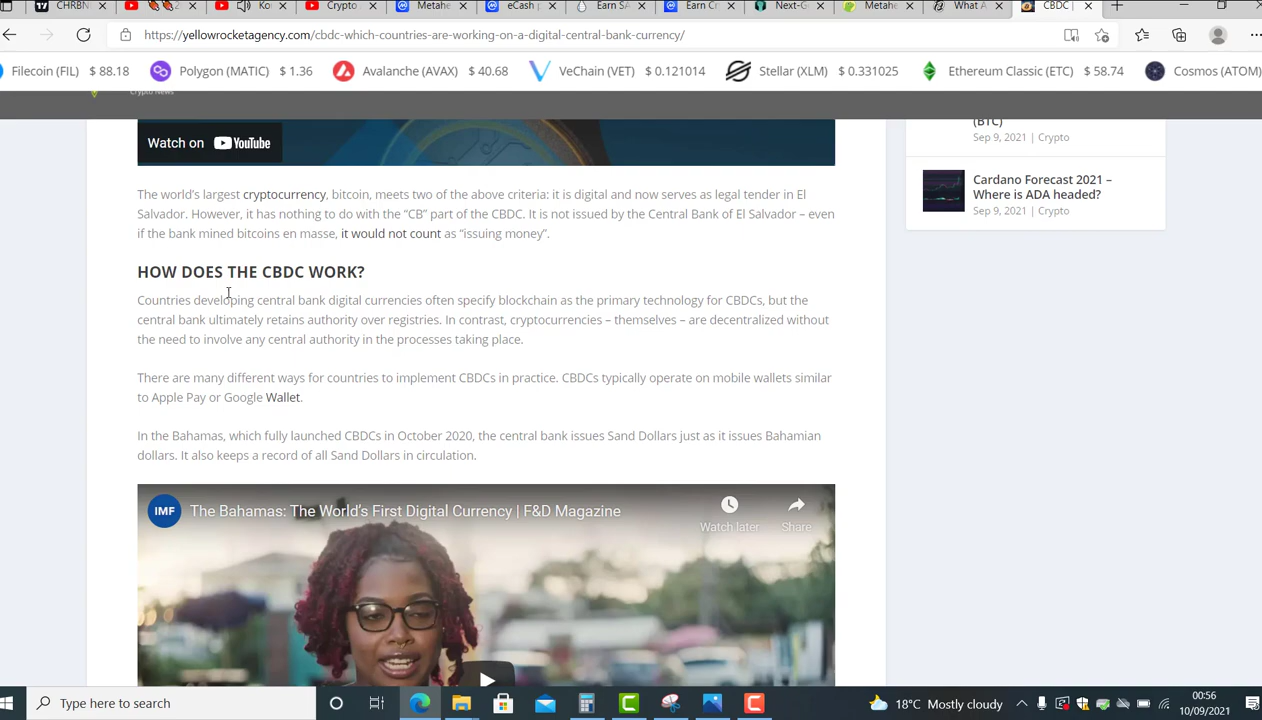 CHRBN
Kor
Crypto
Metahe
eCash p
Earn SA
Earn Cr
Next-G
Metahe
What A
CBDC |
https://yellowrocketagency.com/cbdc-which-countries-are-working-on-a-digital-central-bank-currency/
Filecoin (FIL) $ 88.18 Polygon (MATIC) $ 1.36 Avalanche (AVAX) $ 40.68 VeChain (VET) $ 0.121014 Stellar (XLM) $ 0.331025 Ethereum Classic (ETC) $ 58.74 Cosmos (ATOM)
Crypto News
Watch on YouTube
The world's largest cryptocurrency, bitcoin, meets two of the above criteria: it is digital and now serves as legal tender in El
Salvador. However, it has nothing to do with the “CB” part of the CBDC. It is not issued by the Central Bank of El Salvador – even
if the bank mined bitcoins en masse, it would not count as “issuing money”.
HOW DOES THE CBDC WORK?
Countries developing central bank digital currencies often specify blockchain as the primary technology for CBDCs, but the
central bank ultimately retains authority over registries. In contrast, cryptocurrencies – themselves – are decentralized without
the need to involve any central authority in the processes taking place.
There are many different ways for countries to implement CBDCs in practice. CBDCs typically operate on mobile wallets similar
to Apple Pay or Google Wallet.
In the Bahamas, which fully launched CBDCs in October 2020, the central bank issues Sand Dollars just as it issues Bahamian
dollars. It also keeps a record of all Sand Dollars in circulation.
IMF
The Bahamas: The World's First Digital Currency | F&D Magazine
Watch later
Share
(BTC)
Sep 9, 2021 | Crypto
Cardano Forecast 2021 –
Where is ADA headed?
Sep 9, 2021 | Crypto
Type here to search
18°C Mostly cloudy
00:56
10/09/2021